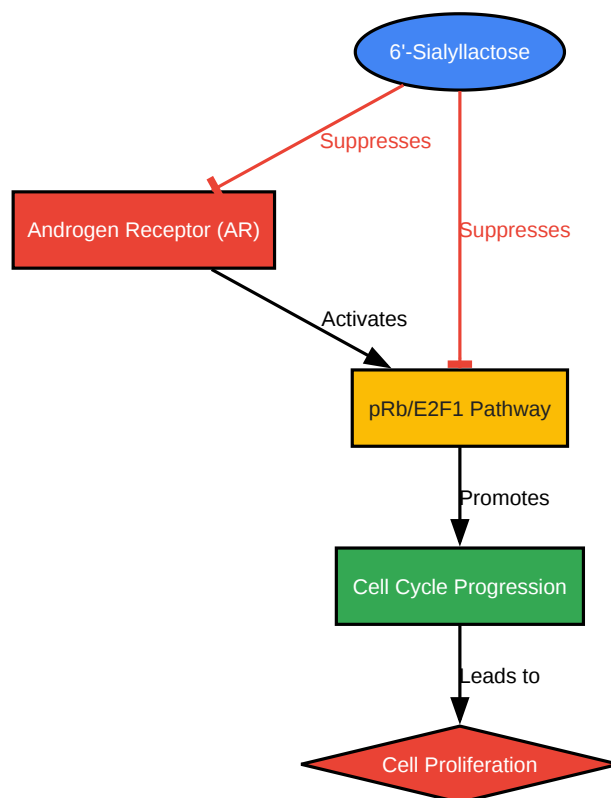 6'-Sialyllactose
Suppresses
Androgen Receptor (AR)
Suppresses
Activates
pRb/E2F1 Pathway
Promotes
Cell Cycle Progression
Leads to
Cell Proliferation